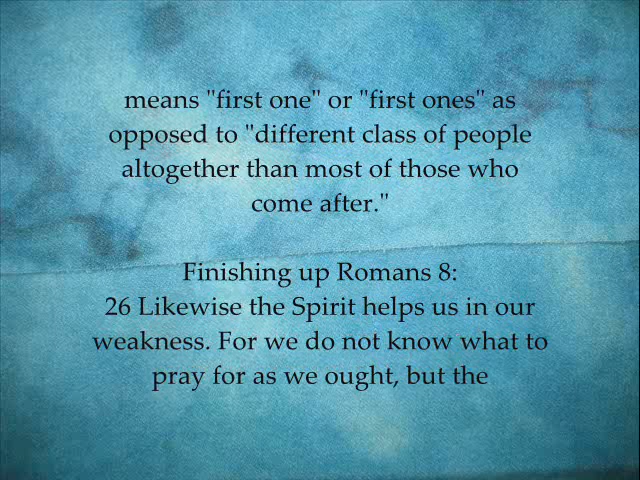 means "first one" or "first ones" as
opposed to "different class of people
altogether than most of those who
come after."
Finishing up Romans 8:
26 Likewise the Spirit helps us in our
weakness. For we do not know what to
pray for as we ought, but the